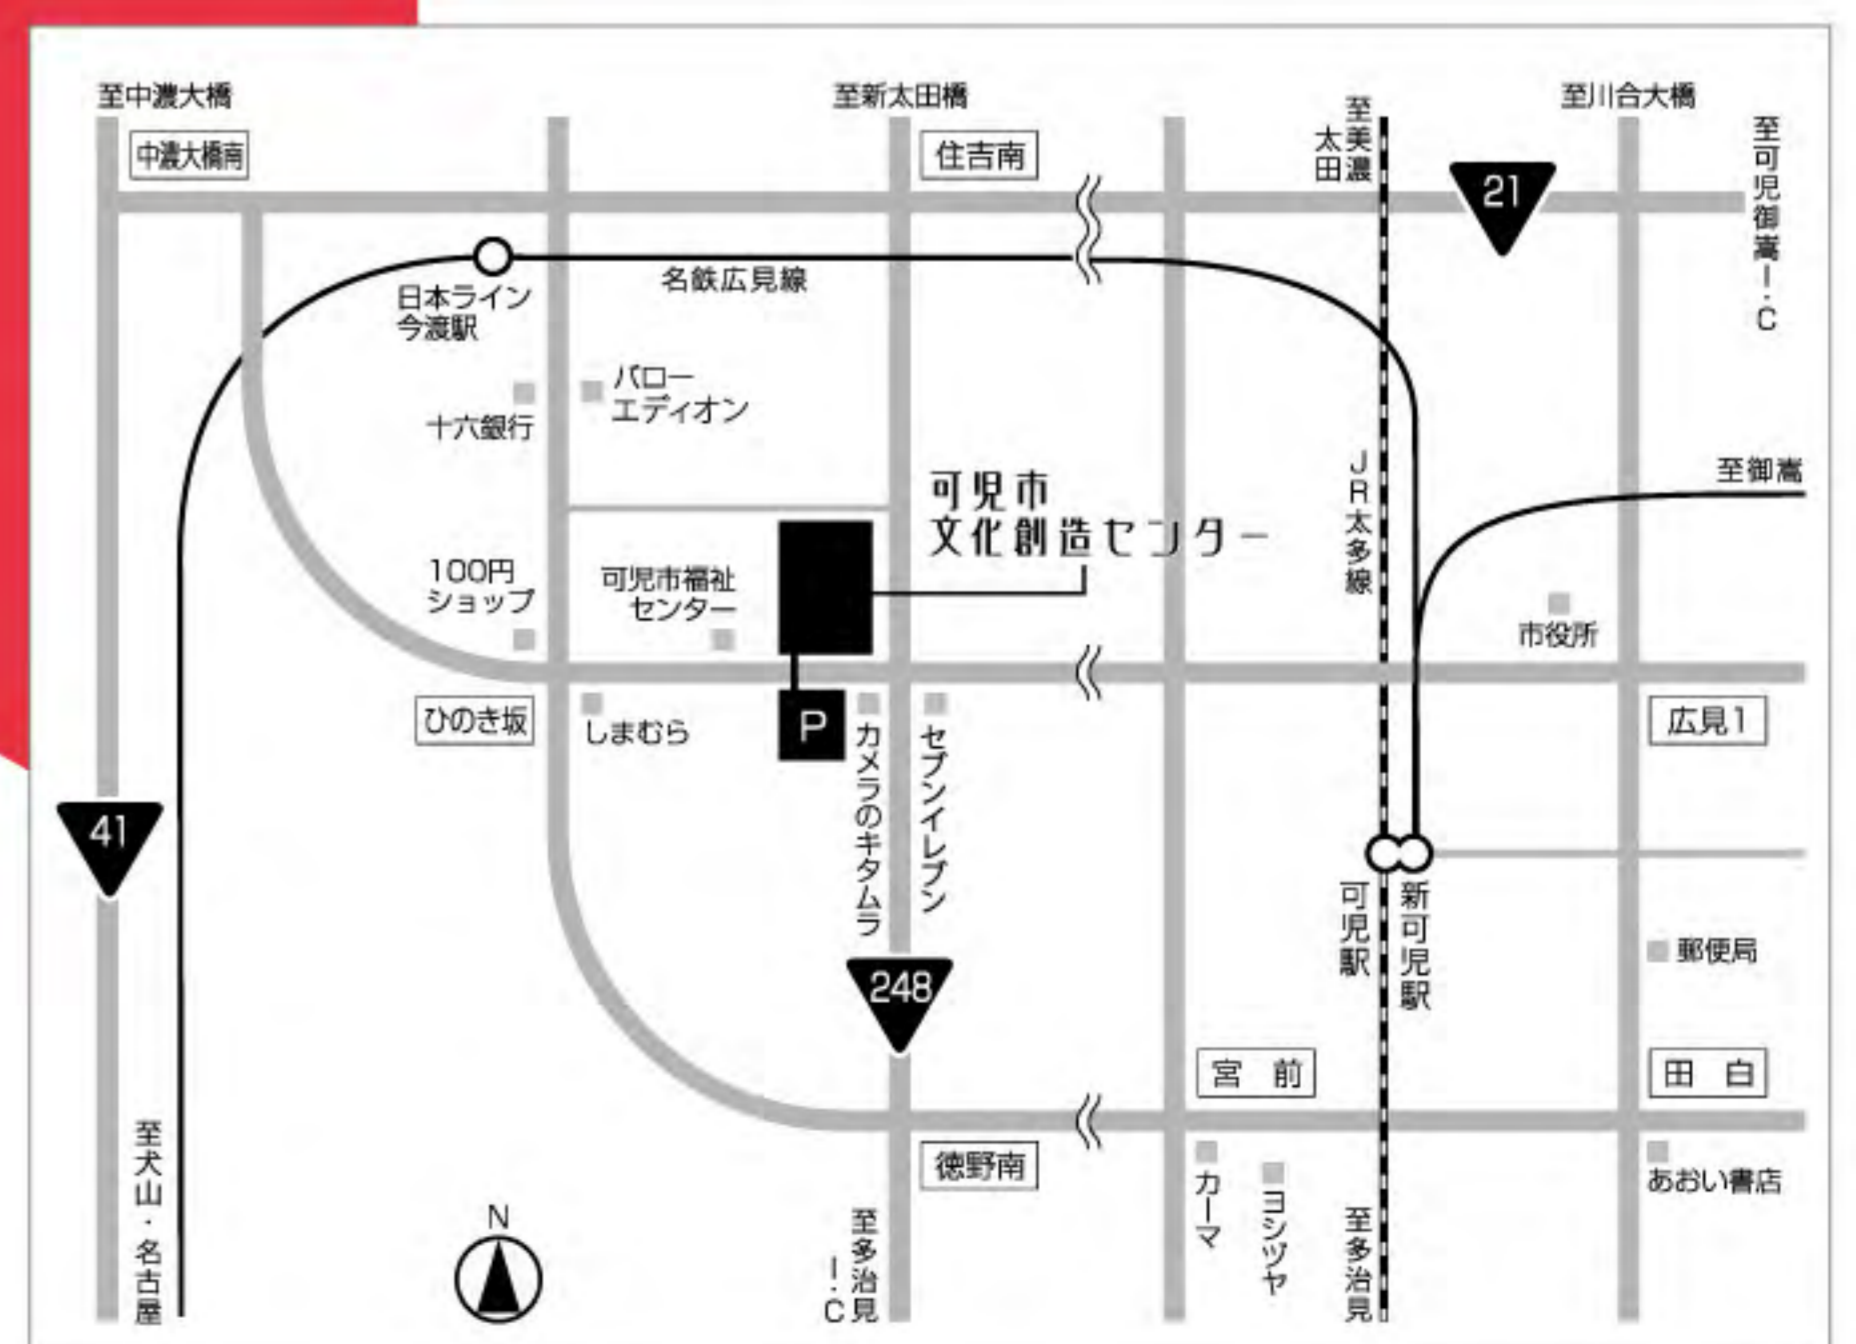 至中濃大橋
至新太田橋
至川合大橋
中濃大橋南
住吉南
至美濃
太田
21
至可児御嵩I.C
名鉄広見線
日本ライン
今渡駅
バロー
エディオン
十六銀行
可児市
文化創造センター
JR太多線
至御嵩
100円
ショップ
可児市福祉
センター
市役所
ひのき坂
しまむら
P
カメラのキタムラ
セブンイレブン
広見1
41
可児駅
新可児駅
郵便局
248
宮 前
田 白
徳野南
カーマ
ヨシヅヤ
あおい書店
至犬山・名古屋
N
至多治見
I.C
至多治見